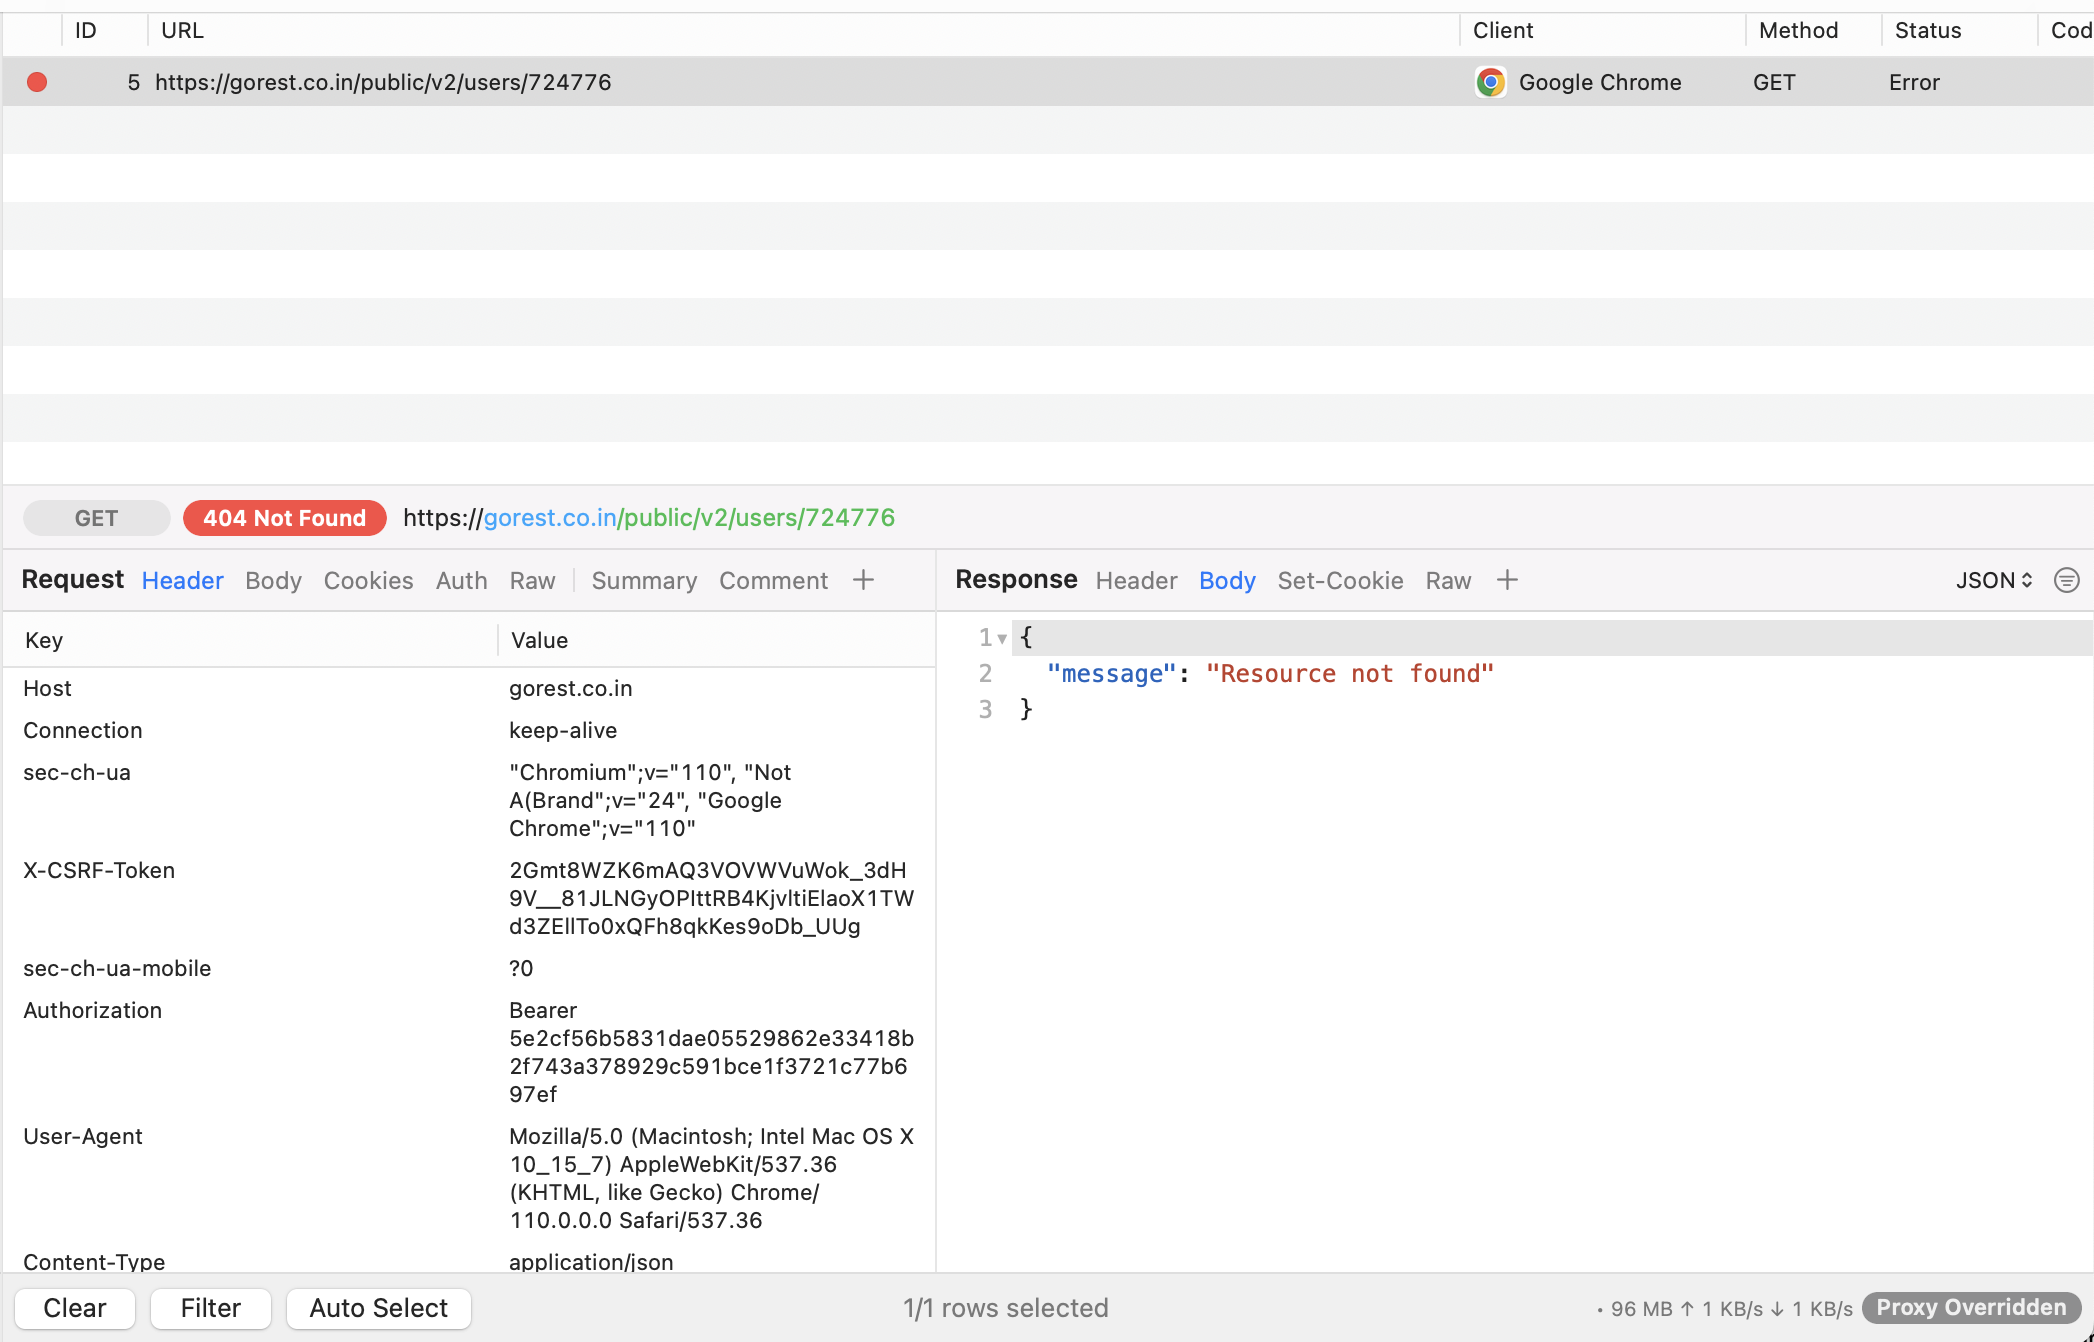 ID URL Client Method Status Cod
5 https://gorest.co.in/public/v2/users/724776 Google Chrome GET Error
GET 404 Not Found https://gorest.co.in/public/v2/users/724776
Request Header Body Cookies Auth Raw Summary Comment +
Response Header Body Set-Cookie Raw + JSON
Key Value
Host gorest.co.in
Connection keep-alive
sec-ch-ua "Chromium";v="110", "Not
A(Brand";v="24", "Google
Chrome";v="110"
X-CSRF-Token 2Gmt8WZK6mAQ3VOVWVuWok_3dH
9V__81JLNGyOPIttRB4KjvltiElaoX1TW
d3ZEllTo0xQFh8qkKes9oDb_UUg
sec-ch-ua-mobile ?0
Authorization Bearer
5e2cf56b5831dae05529862e33418b
2f743a378929c591bce1f3721c77b6
97ef
User-Agent Mozilla/5.0 (Macintosh; Intel Mac OS X
10_15_7) AppleWebKit/537.36
(KHTML, like Gecko) Chrome/
110.0.0.0 Safari/537.36
Content-Type application/json
1 {
2 "message": "Resource not found"
3 }
Clear Filter Auto Select 1/1 rows selected • 96 MB ↑ 1 KB/s ↓ 1 KB/s Proxy Overridden